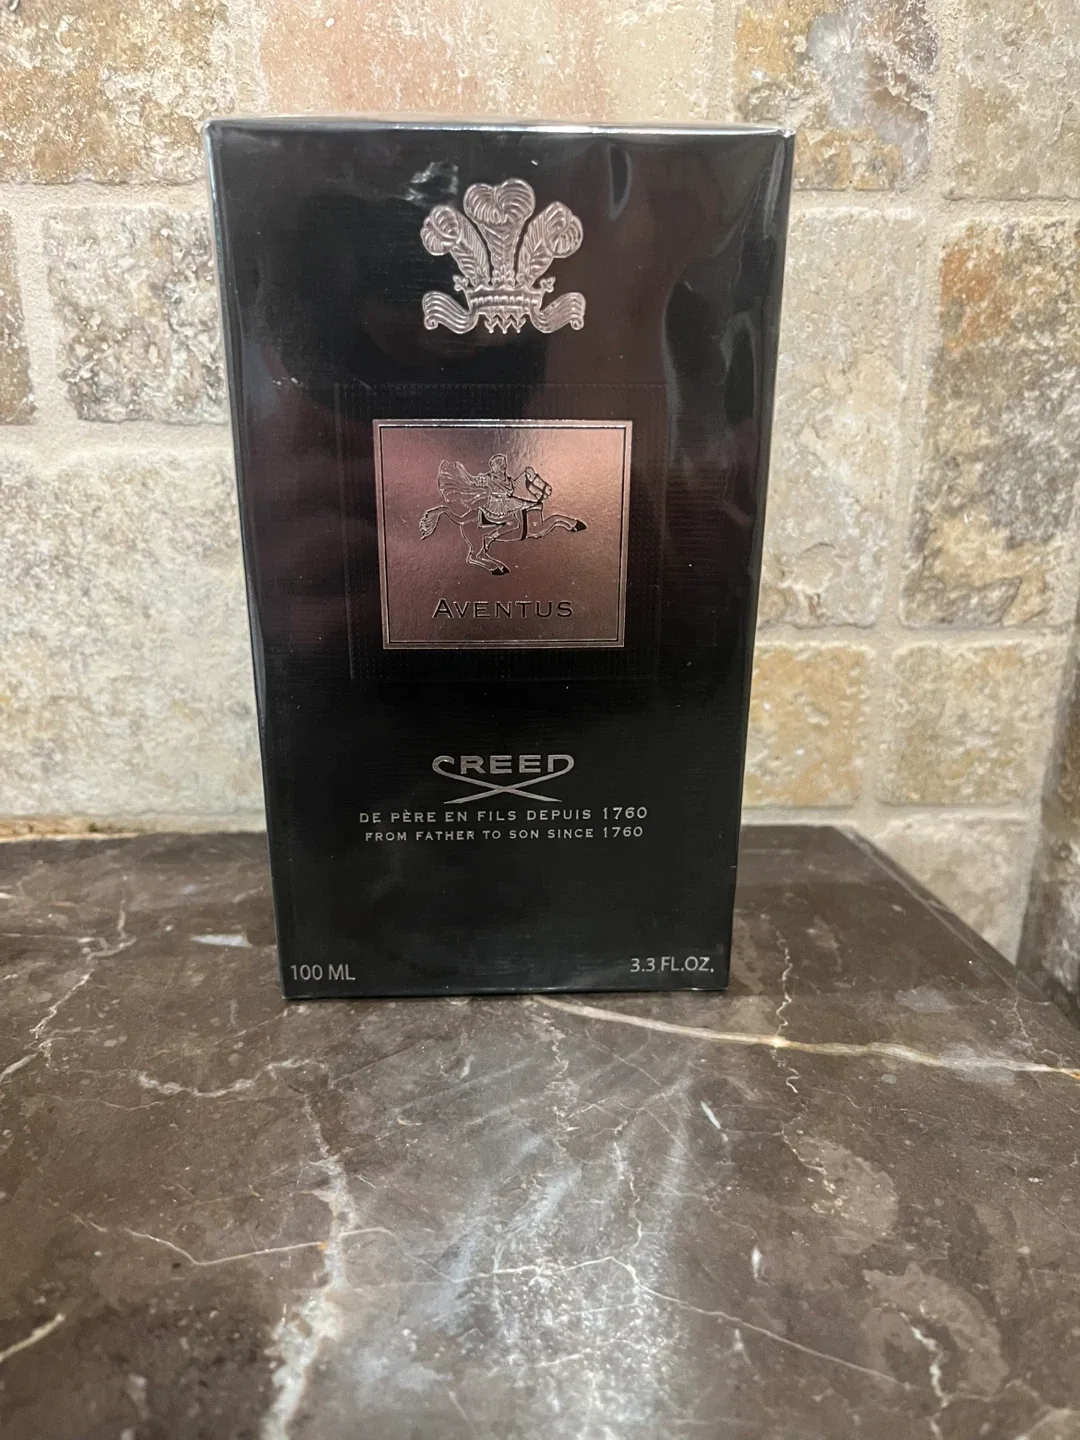 AVENTUS
CREED
DE PÈRE EN FILS DEPUIS 1760
FROM FATHER TO SON SINCE 1760
100 ML
3.3 FL.OZ.